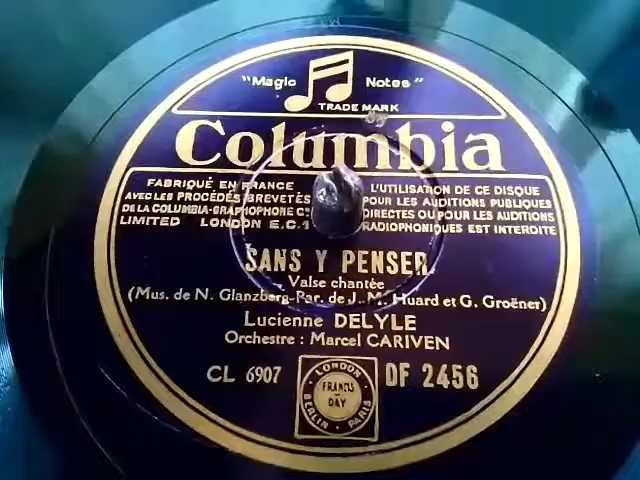 "Magic Notes"
TRADE MARK
Columbia
FABRIQUÉ EN FRANCE
AVEC LES PROCÉDÉS BREVETÉS
DE LA COLUMBIA-GRAPHOPHONE Cº
LIMITED LONDON E.C.1
L'UTILISATION DE CE DISQUE
POUR LES AUDITIONS PUBLIQUES
DIRECTES OU POUR LES AUDITIONS
RADIOPHONIQUES EST INTERDITE
SANS Y PENSER
Valse chantée
(Mus. de N. Glanzberg-Par. de J. M. Huard et G. Groëner)
Lucienne DELYLE
Orchestre : Marcel CARIVEN
CL 6907
LONDON
FRANCIS
DAY
BERLIN PARIS
DF 2456